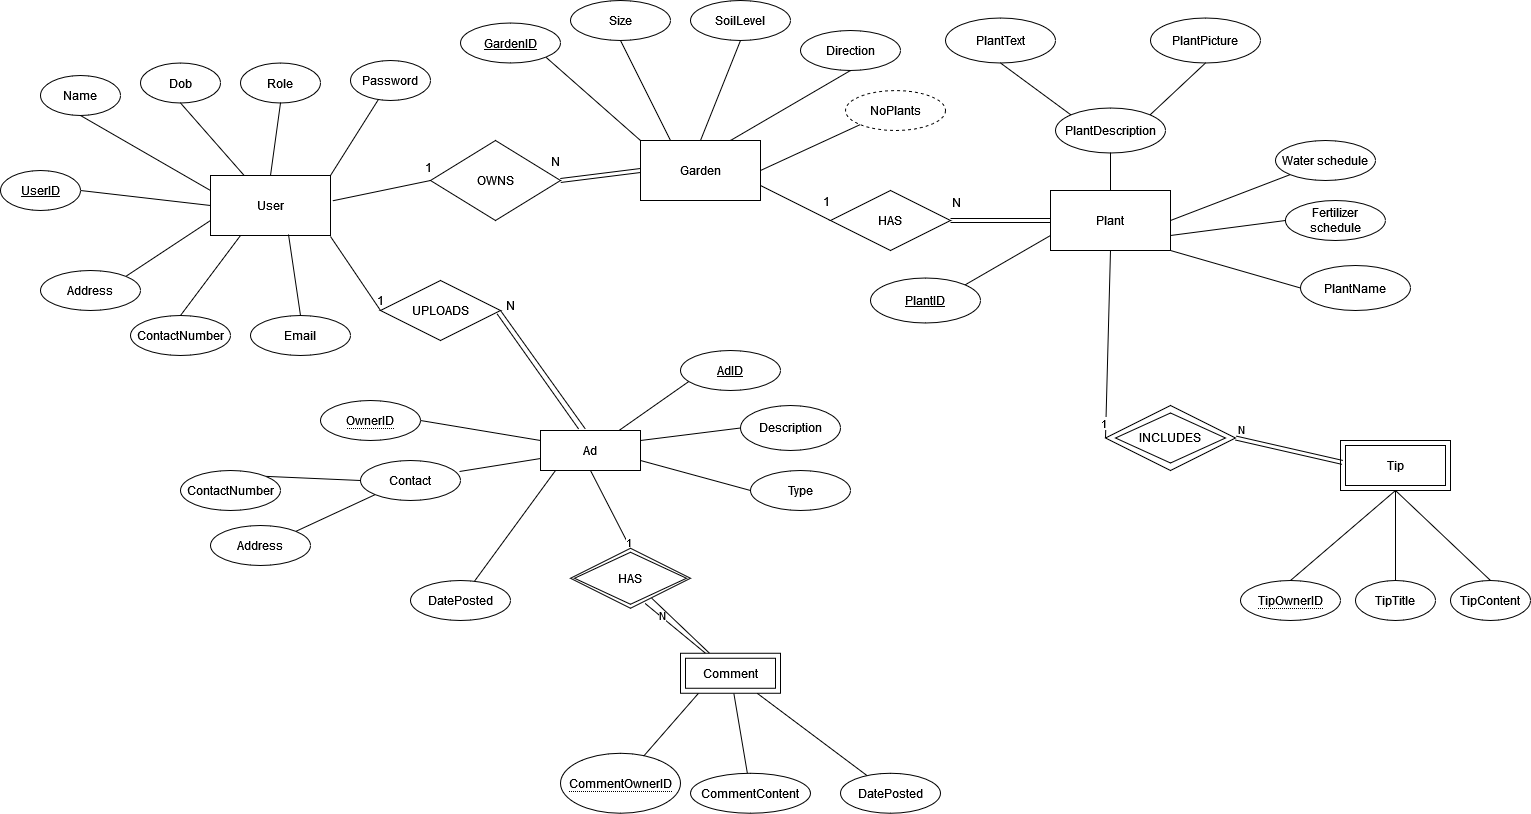 Size
SoilLevel
GardenID
Direction
PlantText
PlantPicture
Name
Dob
Role
Password
NoPlants
PlantDescription
1
OWNS
N
Garden
Water schedule
UserID
User
1
HAS
N
Plant
Fertilizer
schedule
Address
ContactNumber
Email
1
UPLOADS
N
PlantID
PlantName
AdID
OwnerID
Description
Ad
Contact
ContactNumber
Type
Address
DatePosted
1
HAS
N
Comment
CommentOwnerID
CommentContent
DatePosted
1
INCLUDES
N
Tip
TipOwnerID
TipTitle
TipContent